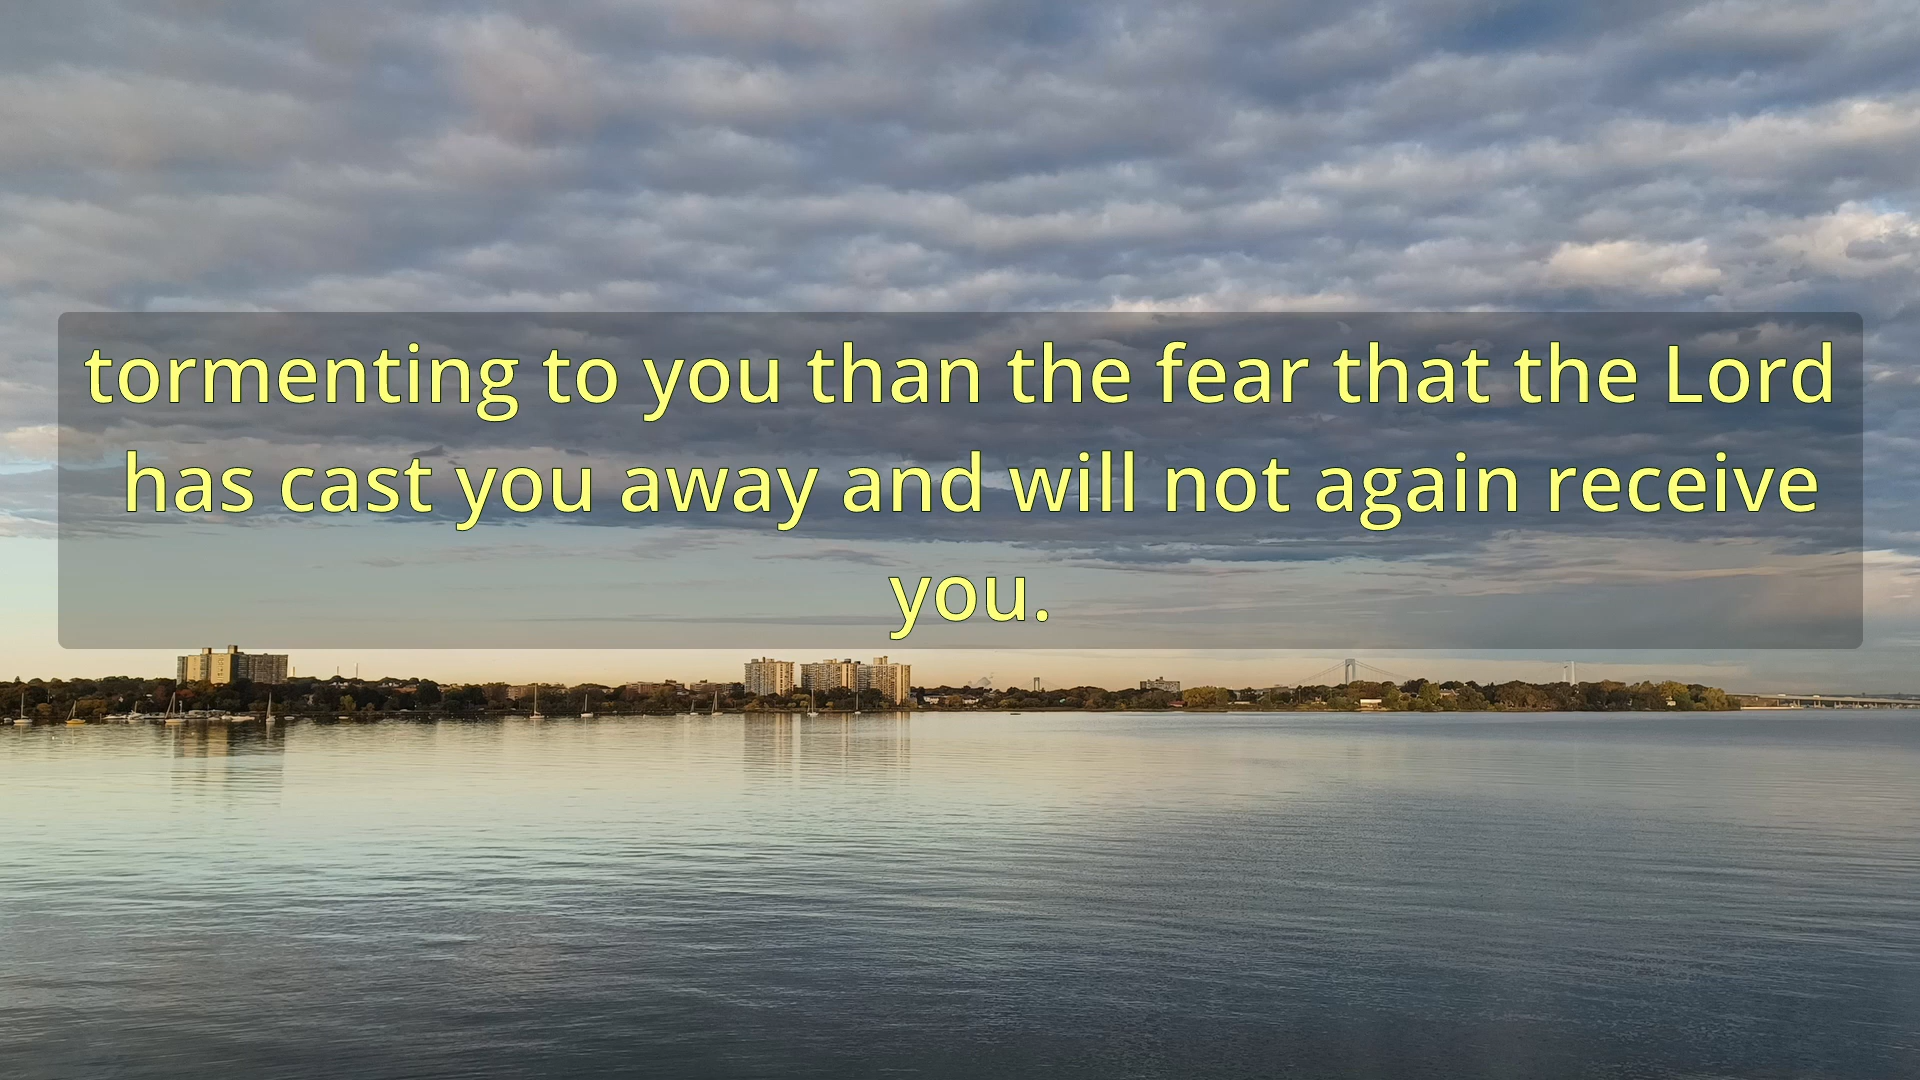 tormenting to you than the fear that the Lord
has cast you away and will not again receive
you.